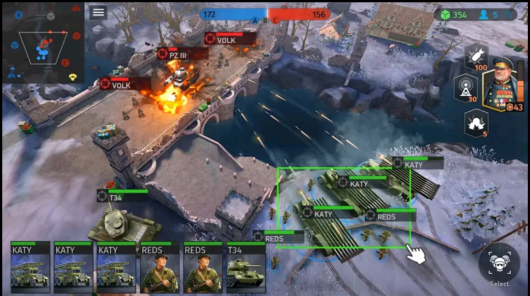 172
156
A B C
354
5
100
30
43
5
VOLK
PZ III
VOLK
T34
KATY
KATY
REDS
REDS
KATY
KATY
KATY
REDS
REDS
T34
Select